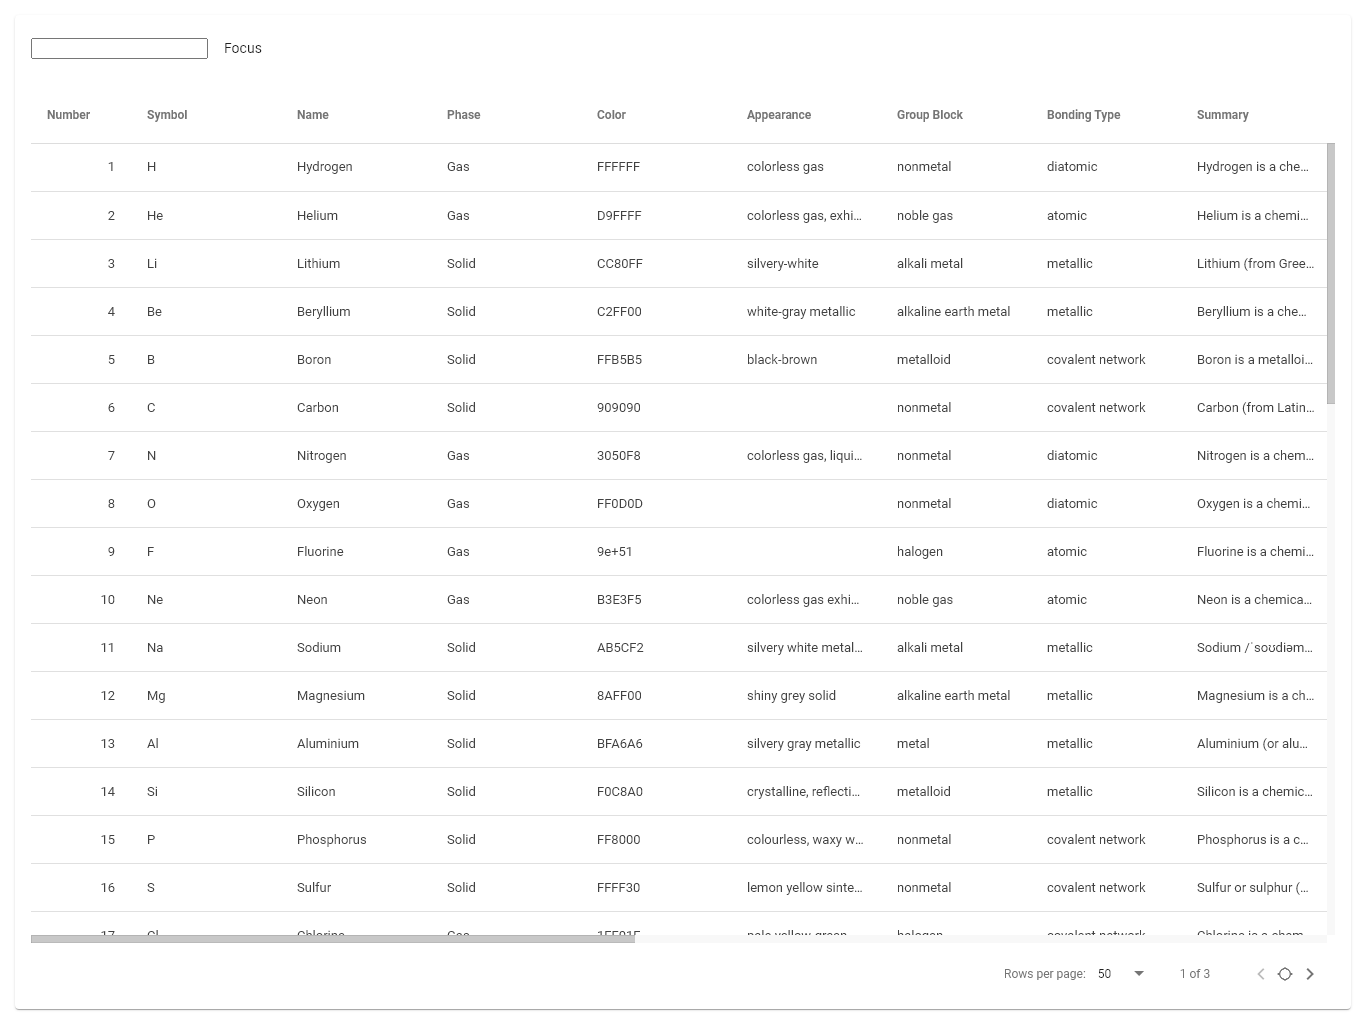 Focus
Number Symbol Name Phase Color Appearance Group Block Bonding Type Summary
1 H Hydrogen Gas FFFFFF colorless gas nonmetal diatomic Hydrogen is a che...
2 He Helium Gas D9FFFF colorless gas, exhi... noble gas atomic Helium is a chemi...
3 Li Lithium Solid CC80FF silvery-white alkali metal metallic Lithium (from Gree...
4 Be Beryllium Solid C2FF00 white-gray metallic alkaline earth metal metallic Beryllium is a che...
5 B Boron Solid FFB5B5 black-brown metalloid covalent network Boron is a metalloi...
6 C Carbon Solid 909090 nonmetal covalent network Carbon (from Latin...
7 N Nitrogen Gas 3050F8 colorless gas, liqui... nonmetal diatomic Nitrogen is a chem...
8 O Oxygen Gas FF0D0D nonmetal diatomic Oxygen is a chemi...
9 F Fluorine Gas 9e+51 halogen atomic Fluorine is a chemi...
10 Ne Neon Gas B3E3F5 colorless gas exhi... noble gas atomic Neon is a chemica...
11 Na Sodium Solid AB5CF2 silvery white metal... alkali metal metallic Sodium /ˈsoʊdiəm...
12 Mg Magnesium Solid 8AFF00 shiny grey solid alkaline earth metal metallic Magnesium is a ch...
13 Al Aluminium Solid BFA6A6 silvery gray metallic metal metallic Aluminium (or alu...
14 Si Silicon Solid F0C8A0 crystalline, reflecti... metalloid metallic Silicon is a chemic...
15 P Phosphorus Solid FF8000 colourless, waxy w... nonmetal covalent network Phosphorus is a c...
16 S Sulfur Solid FFFF30 lemon yellow sinte... nonmetal covalent network Sulfur or sulphur (...
17 Cl Chlorine Gas 1FF01F pale yellow-green halogen covalent network Chlorine is a chem...
Rows per page: 50 1 of 3